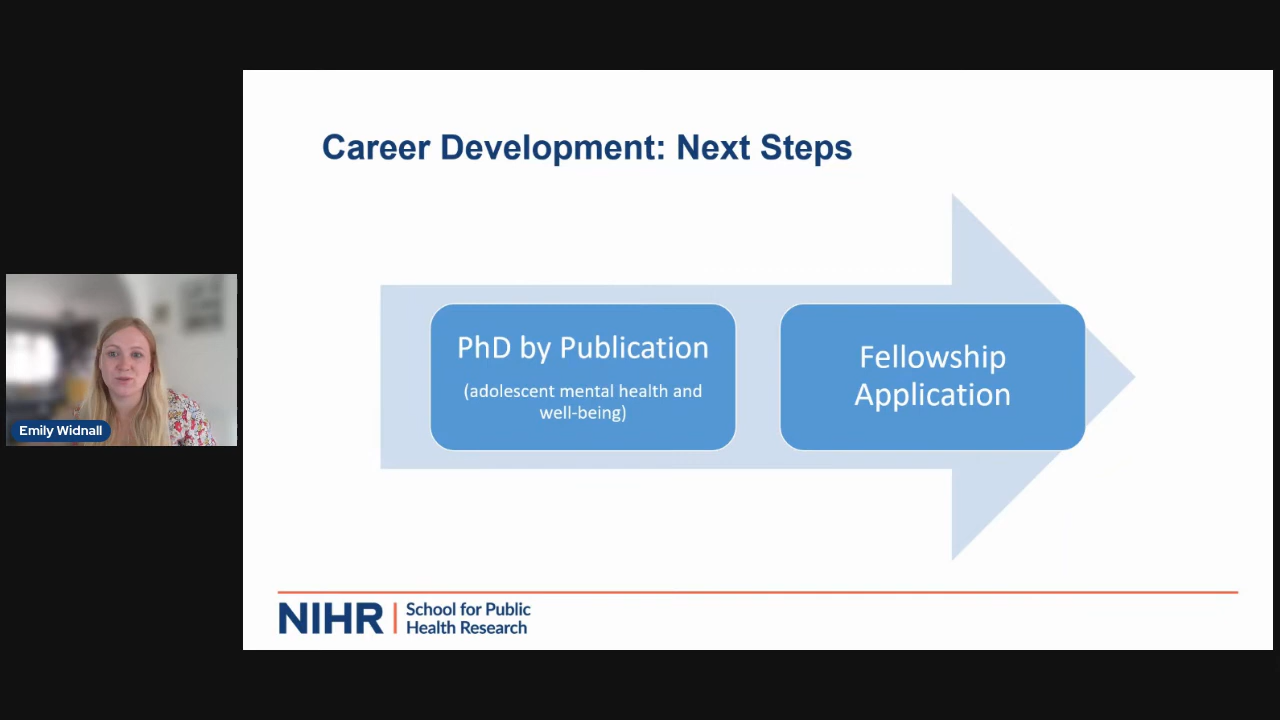 Career Development: Next Steps
PhD by Publication
(adolescent mental health and
well-being)
Fellowship
Application
Emily Widnall
NIHR | School for Public
Health Research